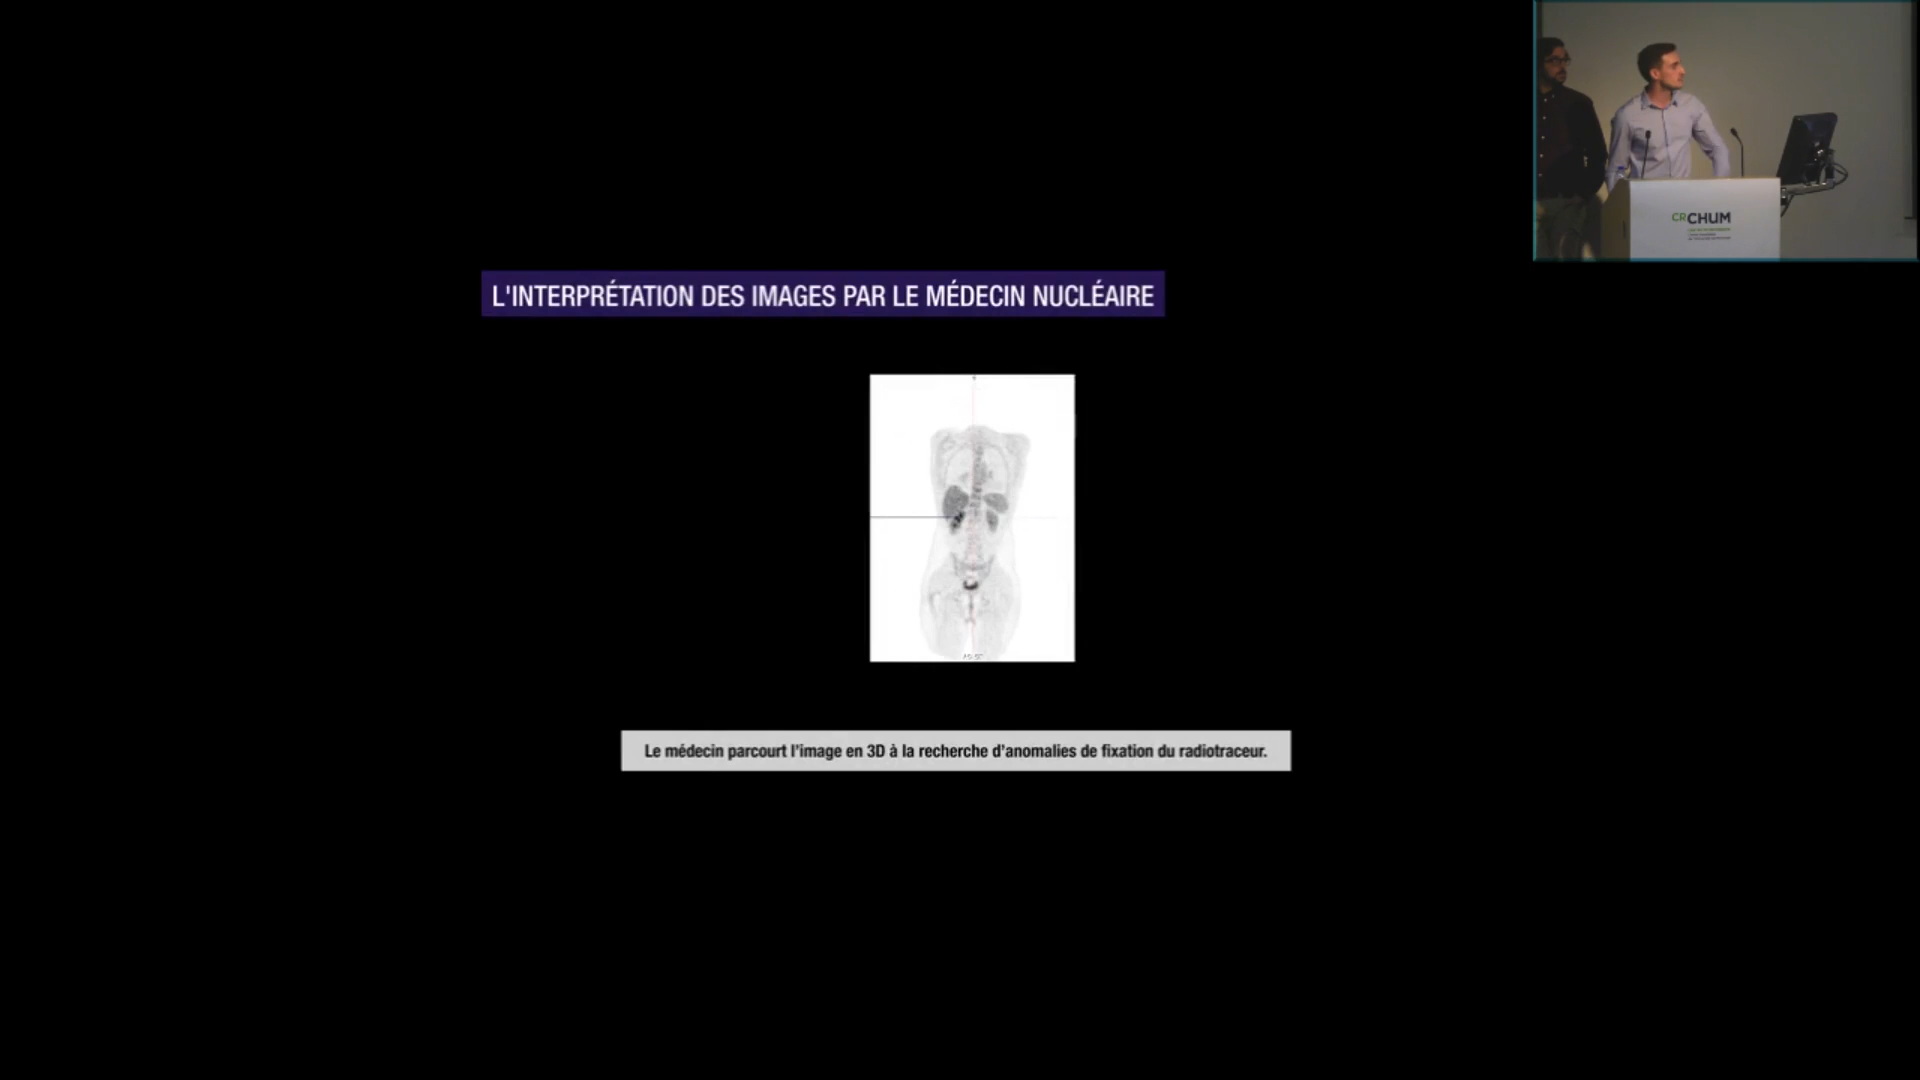 CRCHUM
L'INTERPRÉTATION DES IMAGES PAR LE MÉDECIN NUCLÉAIRE
Le médecin parcourt l'image en 3D à la recherche d'anomalies de fixation du radiotraceur.